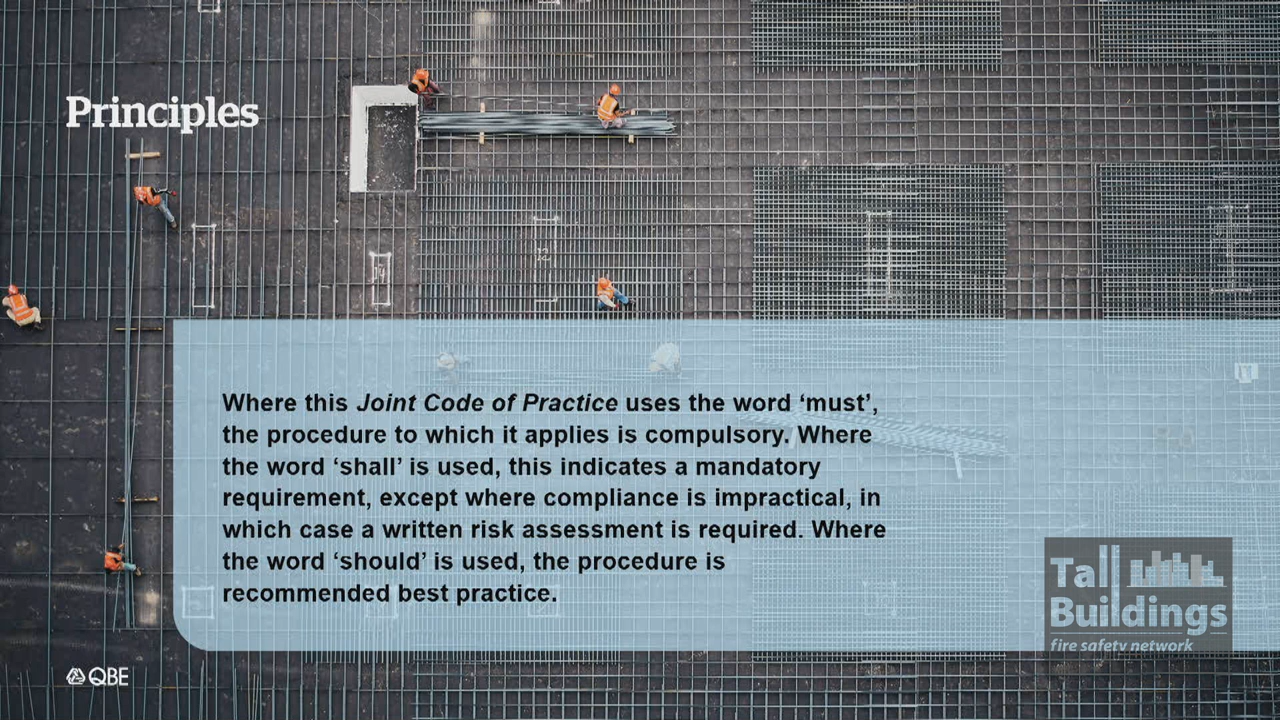 Principles
Where this Joint Code of Practice uses the word ‘must’,
the procedure to which it applies is compulsory. Where
the word ‘shall’ is used, this indicates a mandatory
requirement, except where compliance is impractical, in
which case a written risk assessment is required. Where
the word ‘should’ is used, the procedure is
recommended best practice.
Tall
Buildings
fire safety network
QBE